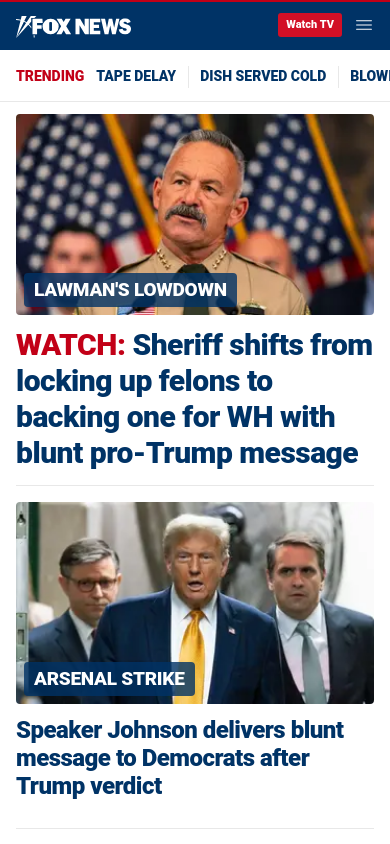 FOX NEWS
Watch TV
TRENDING TAPE DELAY DISH SERVED COLD
LAWMAN'S LOWDOWN
WATCH: Sheriff shifts from
locking up felons to
backing one for WH with
blunt pro-Trump message
ARSENAL STRIKE
Speaker Johnson delivers blunt
message to Democrats after
Trump verdict